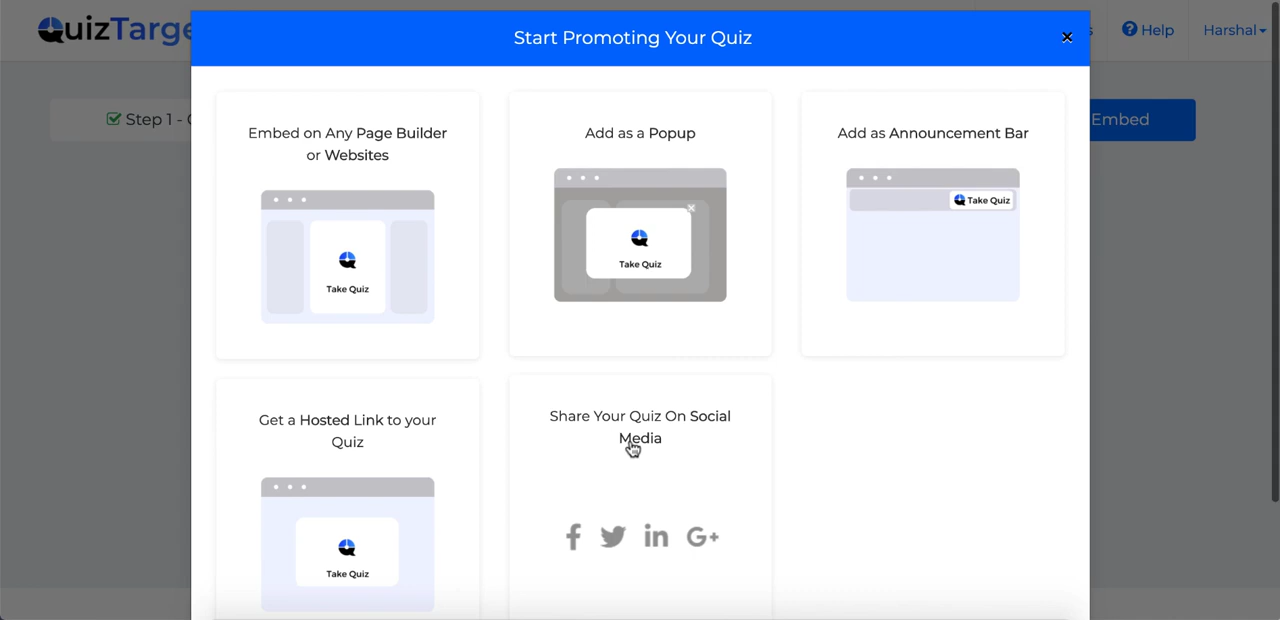 QuizTarge
Start Promoting Your Quiz
Help
Harshal
Step 1 -
Embed
Embed on Any Page Builder
or Websites
Take Quiz
Add as a Popup
Take Quiz
Add as Announcement Bar
Take Quiz
Get a Hosted Link to your
Quiz
Take Quiz
Share Your Quiz On Social
Media